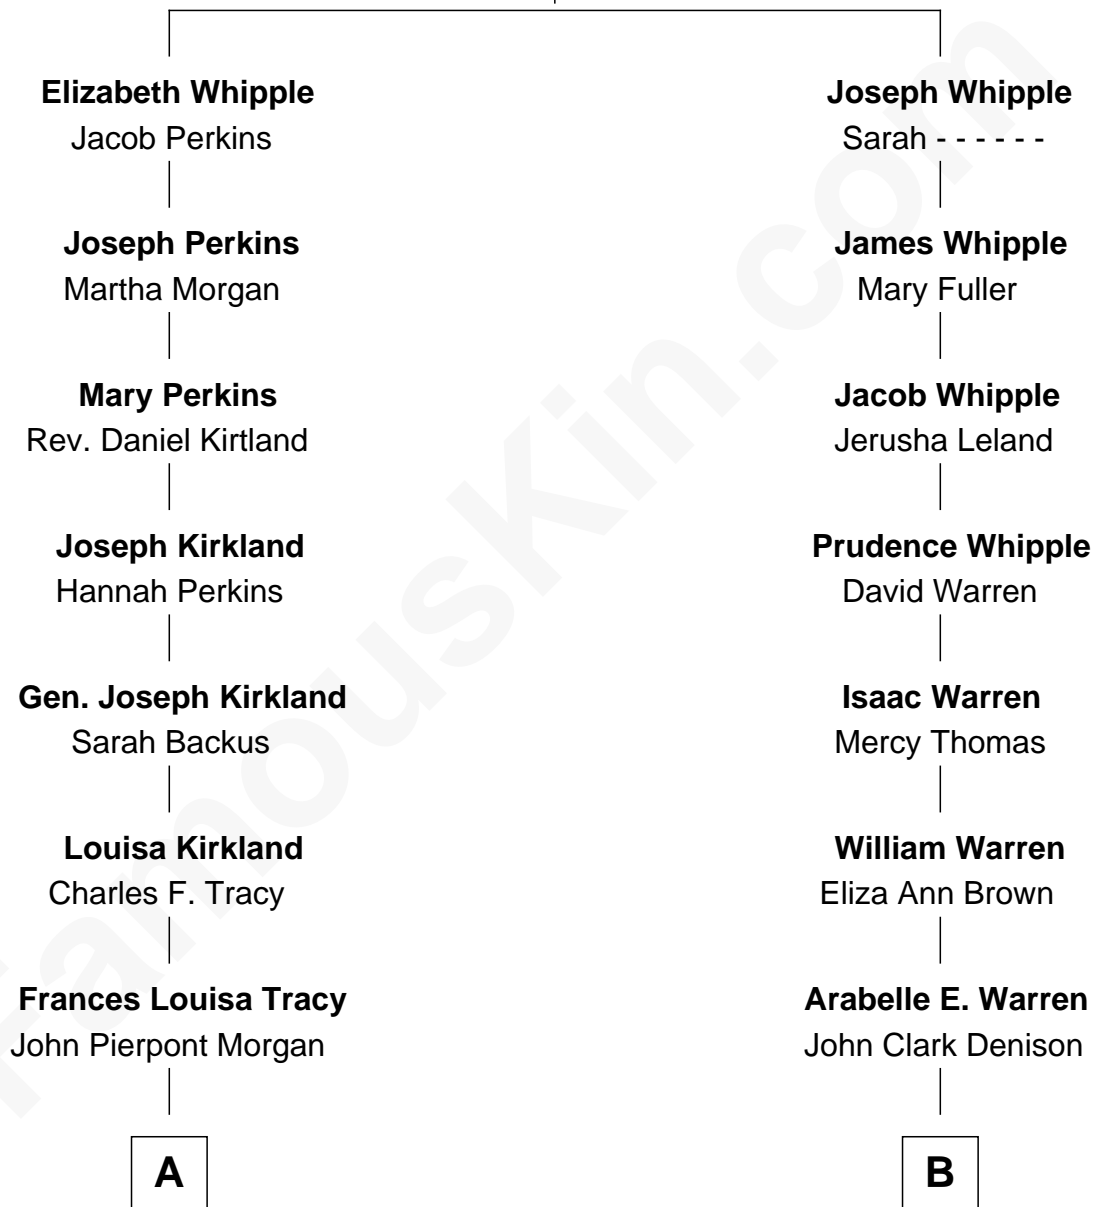 Elizabeth Whipple
Jacob Perkins
Joseph Whipple
Sarah - - - - - -
Joseph Perkins
Martha Morgan
James Whipple
Mary Fuller
Mary Perkins
Rev. Daniel Kirtland
Jacob Whipple
Jerusha Leland
Joseph Kirkland
Hannah Perkins
Prudence Whipple
David Warren
Gen. Joseph Kirkland
Sarah Backus
Isaac Warren
Mercy Thomas
Louisa Kirkland
Charles F. Tracy
William Warren
Eliza Ann Brown
Frances Louisa Tracy
John Pierpont Morgan
Arabelle E. Warren
John Clark Denison
A
B
FamousKin.com